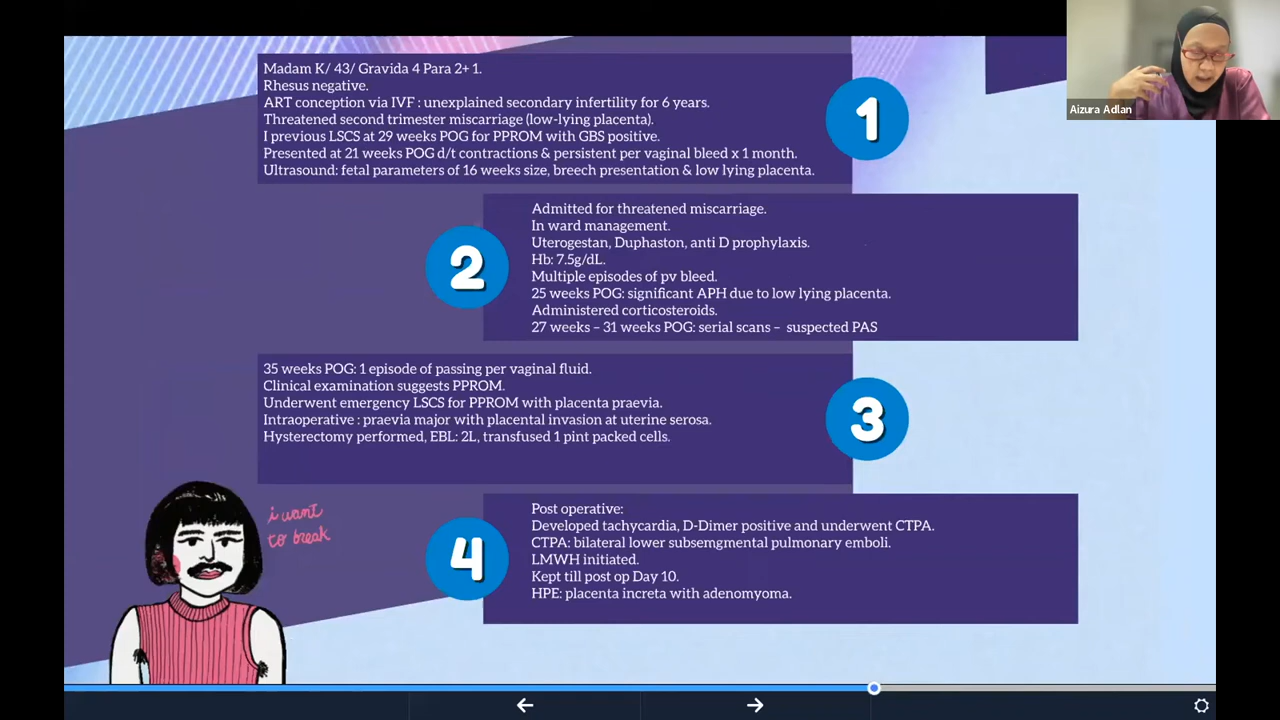 Madam K/ 43/ Gravida 4 Para 2+1.
Rhesus negative.
ART conception via IVF : unexplained secondary infertility for 6 years.
Threatened second trimester miscarriage (low-lying placenta).
I previous LSCS at 29 weeks POG for PPROM with GBS positive.
Presented at 21 weeks POG d/t contractions & persistent per vaginal bleed x 1 month.
Ultrasound: fetal parameters of 16 weeks size, breech presentation & low lying placenta.
1
Aizura Adlan
2
Admitted for threatened miscarriage.
In ward management.
Uterogestan, Duphaston, anti D prophylaxis.
Hb: 7.5g/dL.
Multiple episodes of pv bleed.
25 weeks POG: significant APH due to low lying placenta.
Administered corticosteroids.
27 weeks – 31 weeks POG: serial scans – suspected PAS
35 weeks POG: 1 episode of passing per vaginal fluid.
Clinical examination suggests PPROM.
Underwent emergency LSCS for PPROM with placenta praevia.
Intraoperative : praevia major with placental invasion at uterine serosa.
Hysterectomy performed, EBL: 2L, transfused 1 pint packed cells.
3
i want
to break
4
Post operative:
Developed tachycardia, D-Dimer positive and underwent CTPA.
CTPA: bilateral lower subsemgmental pulmonary emboli.
LMWH initiated.
Kept till post op Day 10.
HPE: placenta increta with adenomyoma.